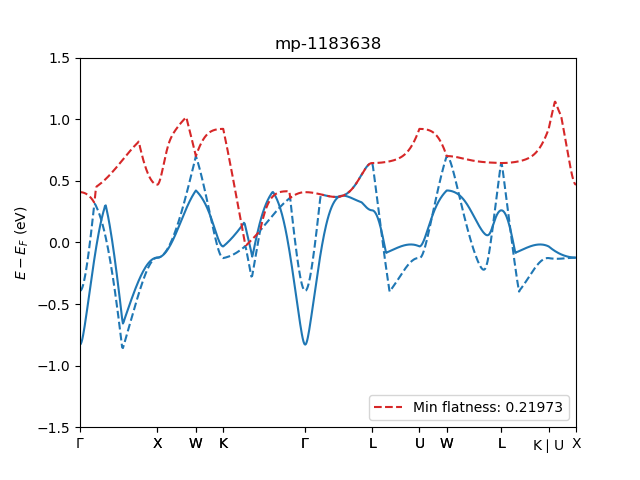 mp-1183638
1.5
1.0
0.5
0.0
−0.5
−1.0
−1.5
E − E_F (eV)
Min flatness: 0.21973
Γ X W K Γ L U W L K | U X